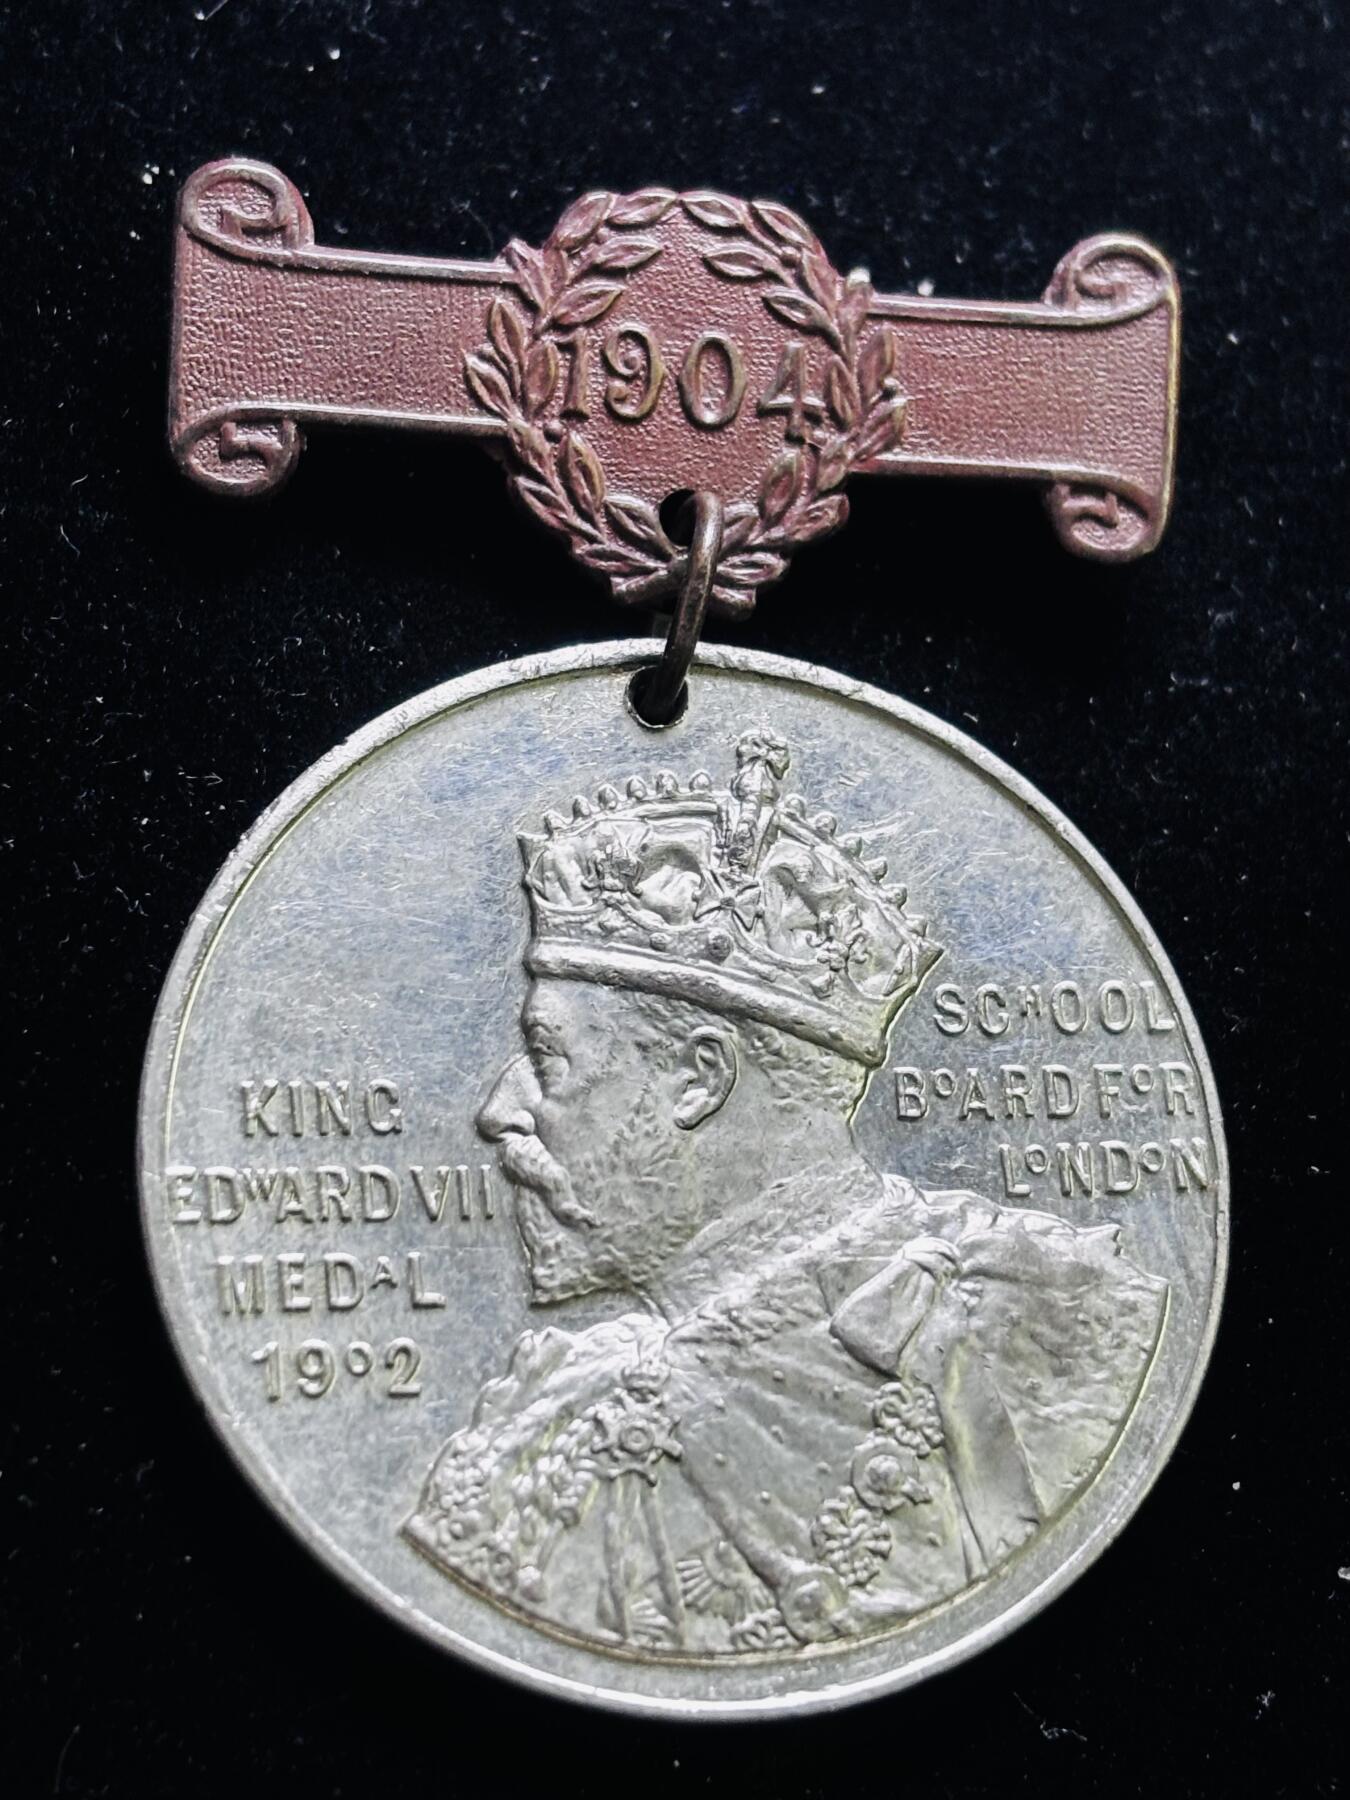 1904
KING
EDWARD VII
MEDAL
1902
SCHOOL
BOARD FOR
LONDON